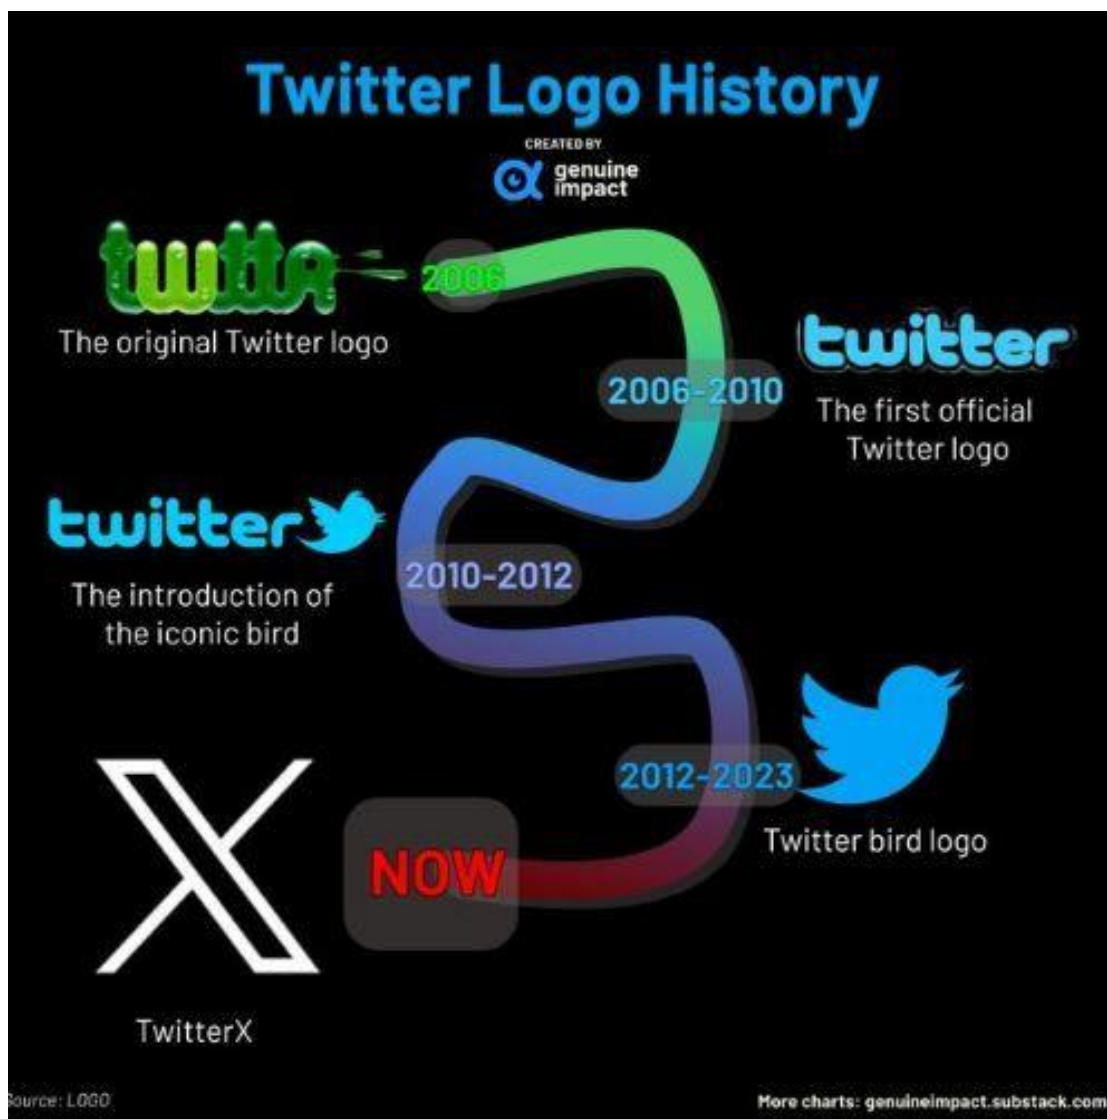 Twitter Logo History
CREATED BY
genuine
impact
twttr
2006
The original Twitter logo
twitter
2006-2010
The first official
Twitter logo
twitter
2010-2012
The introduction of
the iconic bird
2012-2023
Twitter bird logo
X
NOW
TwitterX
Source: LOGO
More charts: genuineimpact.substack.com